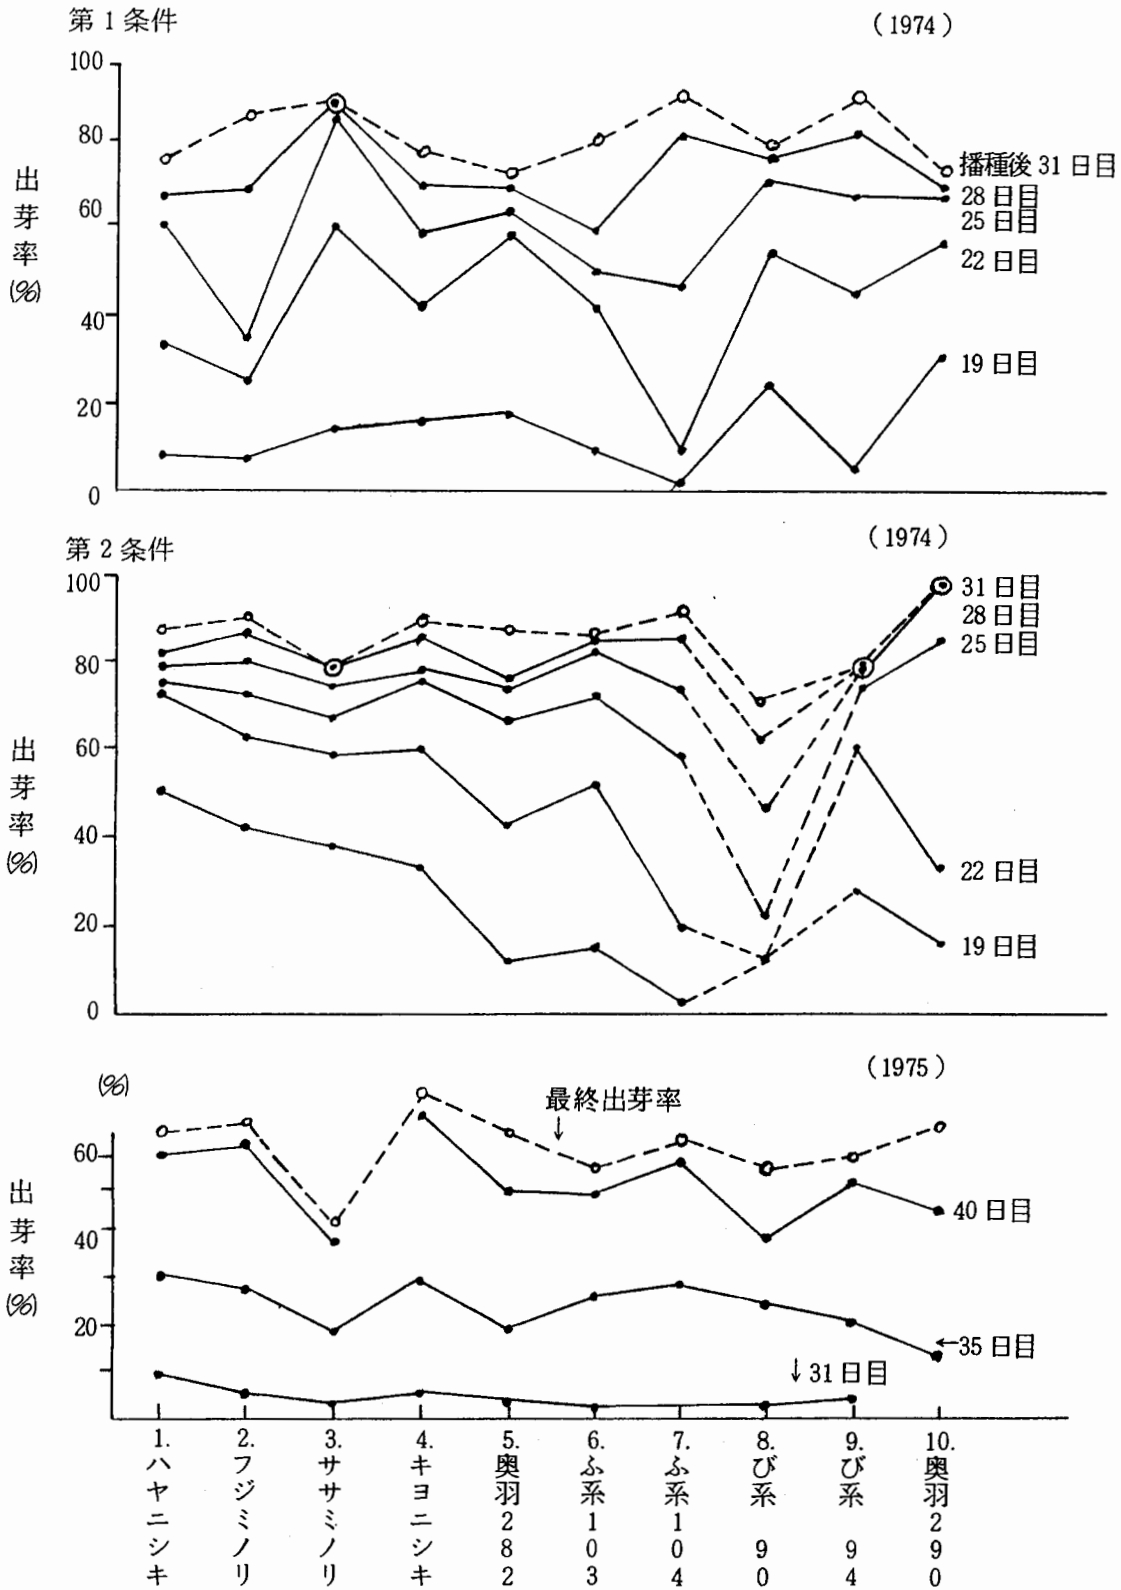 第1条件
(1974)
100
80
60
40
20
0
出芽率(%)
播種後31日目
28日目
25日目
22日目
19日目
第2条件
(1974)
100
80
60
40
20
0
出芽率(%)
31日目
28日目
25日目
22日目
19日目
(1975)
(%)
60
40
20
出芽率(%)
↓最終出芽率
40日目
←35日目
↓31日目
1.ハヤニシキ
2.フジミノリ
3.ササミノリ
4.キヨニシキ
5.奥羽282
6.ふ系103
7.ふ系104
8.び系90
9.び系94
10.奥羽290